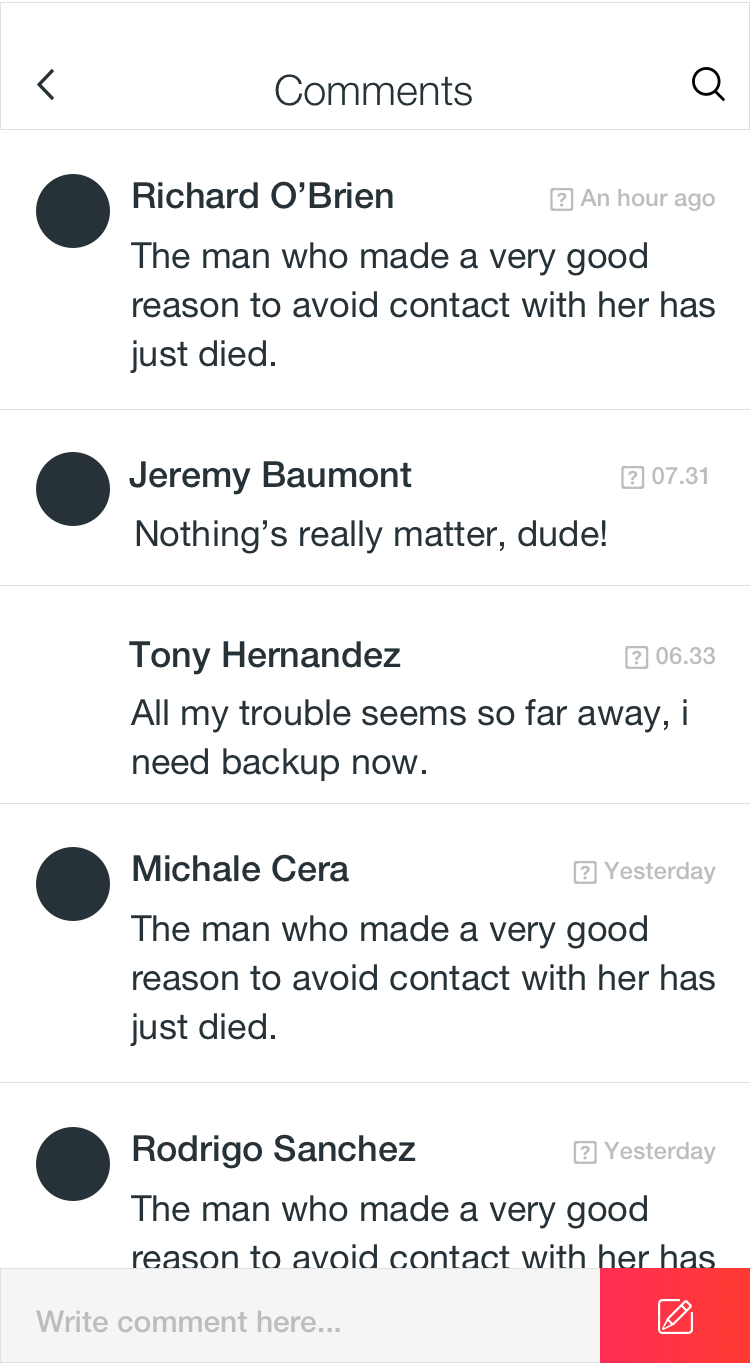 Comments
Richard O’Brien
An hour ago
The man who made a very good
reason to avoid contact with her has
just died.
Jeremy Baumont
07.31
Nothing’s really matter, dude!
Tony Hernandez
06.33
All my trouble seems so far away, i
need backup now.
Michale Cera
Yesterday
The man who made a very good
reason to avoid contact with her has
just died.
Rodrigo Sanchez
Yesterday
The man who made a very good
reason to avoid contact with her has
Write comment here...